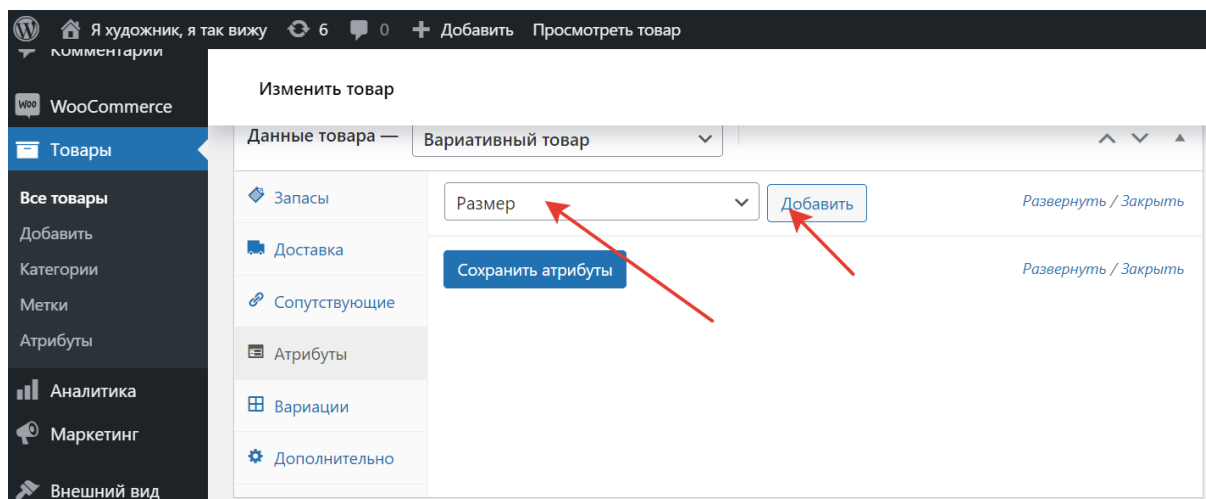 Я художник, я так вижу 6 0 Добавить Просмотреть товар
Комментарии
WooCommerce
Товары
Все товары
Добавить
Категории
Метки
Атрибуты
Аналитика
Маркетинг
Внешний вид
Изменить товар
Данные товара — Вариативный товар
Запасы
Доставка
Сопутствующие
Атрибуты
Вариации
Дополнительно
Размер Добавить Развернуть / Закрыть
Сохранить атрибуты Развернуть / Закрыть